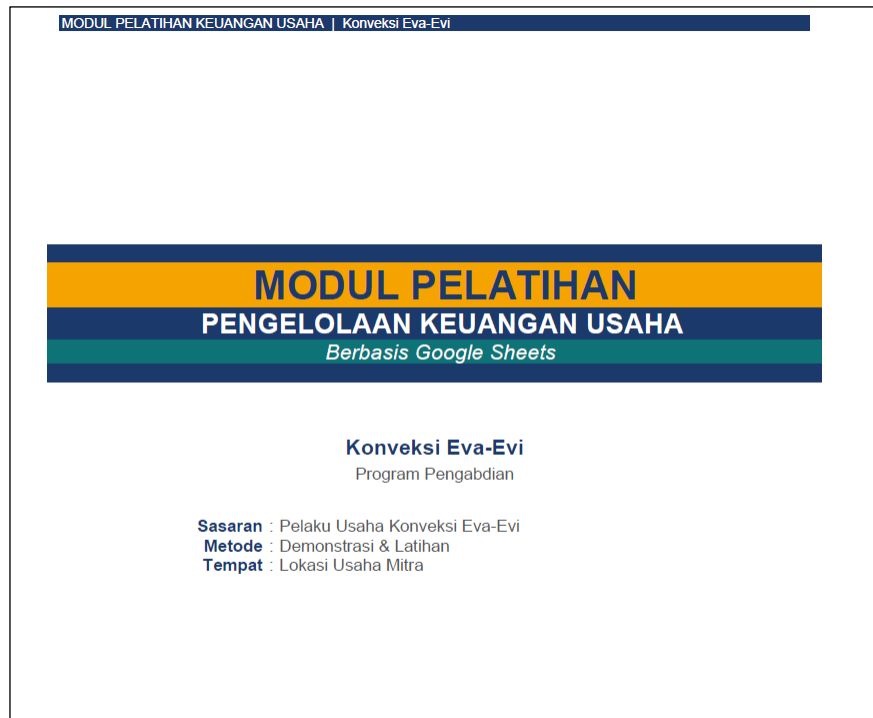 MODUL PELATIHAN KEUANGAN USAHA | Konveksi Eva-Evi
MODUL PELATIHAN
PENGELOLAAN KEUANGAN USAHA
Berbasis Google Sheets
Konveksi Eva-Evi
Program Pengabdian
Sasaran : Pelaku Usaha Konveksi Eva-Evi
Metode : Demonstrasi & Latihan
Tempat : Lokasi Usaha Mitra